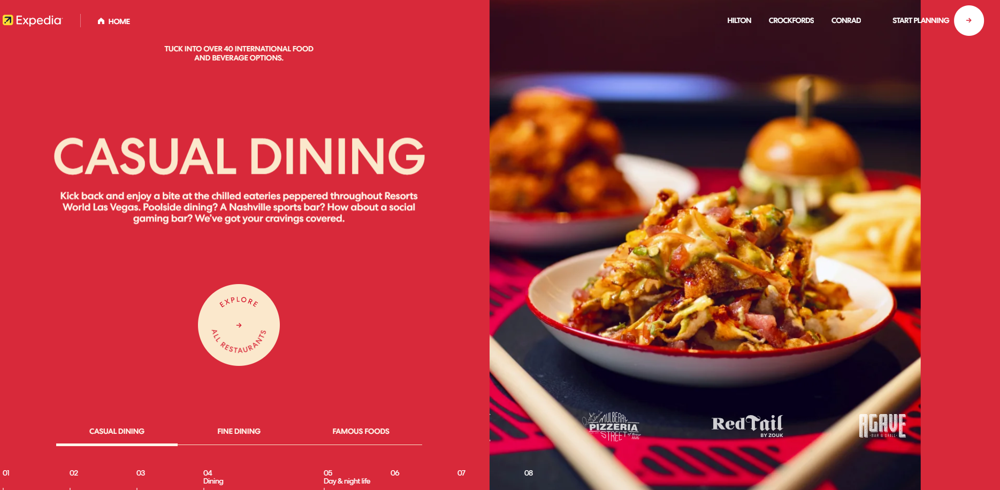 Expedia
HOME
HILTON
CROCKFORDS
CONRAD
START PLANNING
TUCK INTO OVER 40 INTERNATIONAL FOOD
AND BEVERAGE OPTIONS.
CASUAL DINING
Kick back and enjoy a bite at the chilled eateries peppered throughout Resorts
World Las Vegas. Poolside dining? A Nashville sports bar? How about a social
gaming bar? We've got your cravings covered.
EXPLORE
ALL RESTAURANTS
MULBERRY
PIZZERIA
STREET
of Bever
Hills
RedTail
BY ZOUK
AGAVE
BAR & GRILL
CASUAL DINING
FINE DINING
FAMOUS FOODS
01
02
03
04
Dining
05
Day & night life
06
07
08